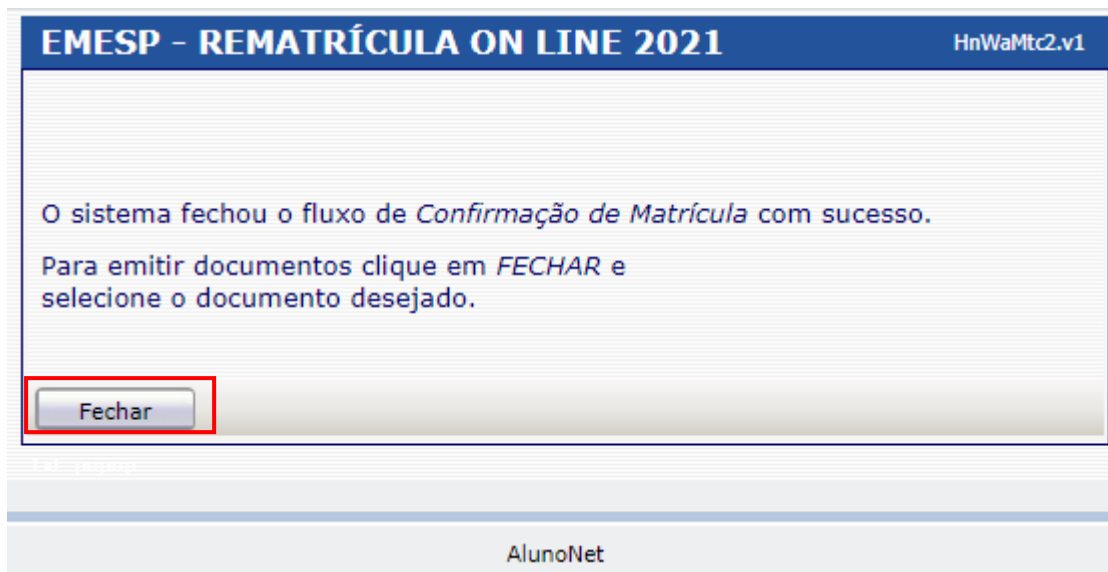 EMESP - REMATRÍCULA ON LINE 2021
HnWaMtc2.v1
O sistema fechou o fluxo de Confirmação de Matrícula com sucesso.
Para emitir documentos clique em FECHAR e
selecione o documento desejado.
Fechar
AlunoNet